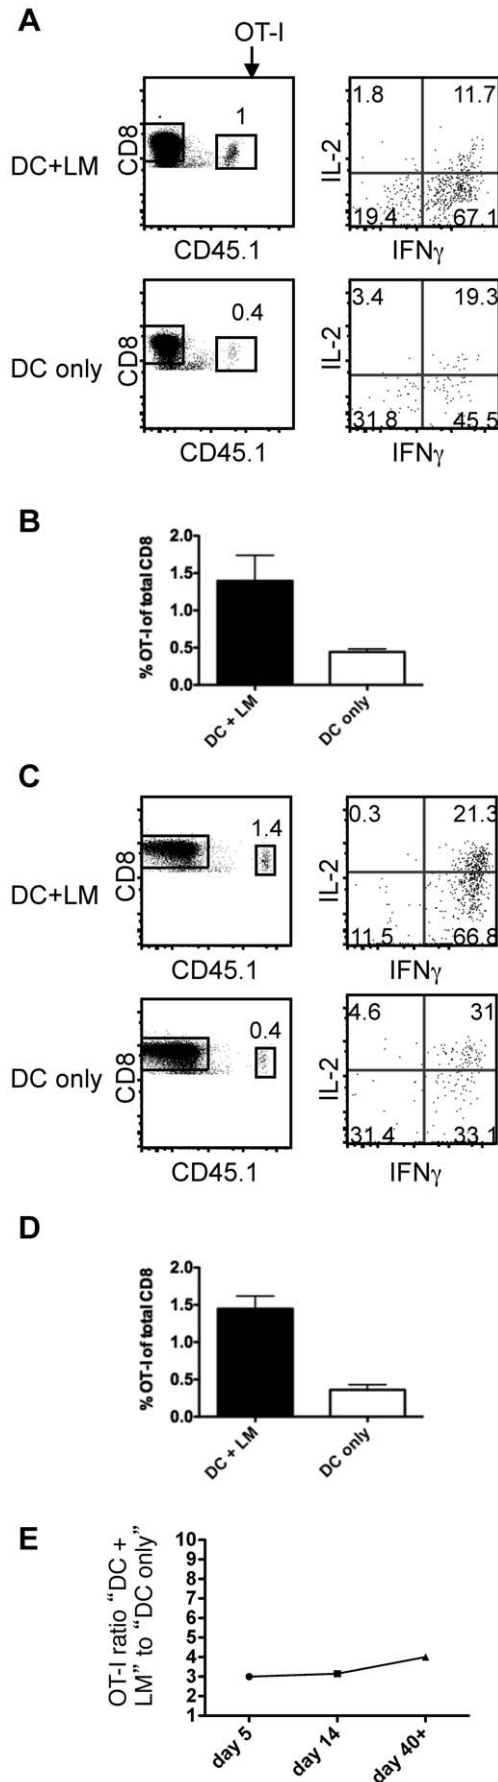 A
OT-I
DC+LM
CD8
1
CD45.1
IL-2
1.8 11.7
19.4 67.1
IFNγ
DC only
CD8
0.4
CD45.1
IL-2
3.4 19.3
31.8 45.5
IFNγ
B
% OT-I of total CD8
2.0
1.5
1.0
0.5
0.0
DC + LM
DC only
C
DC+LM
CD8
1.4
CD45.1
IL-2
0.3 21.3
11.5 66.8
IFNγ
DC only
CD8
0.4
CD45.1
IL-2
4.6 31
31.4 33.1
IFNγ
D
% OT-I of total CD8
2.0
1.5
1.0
0.5
0.0
DC + LM
DC only
E
OT-I ratio “DC +
LM” to “DC only”
10
9
8
7
6
5
4
3
2
1
day 5
day 14
day 40+